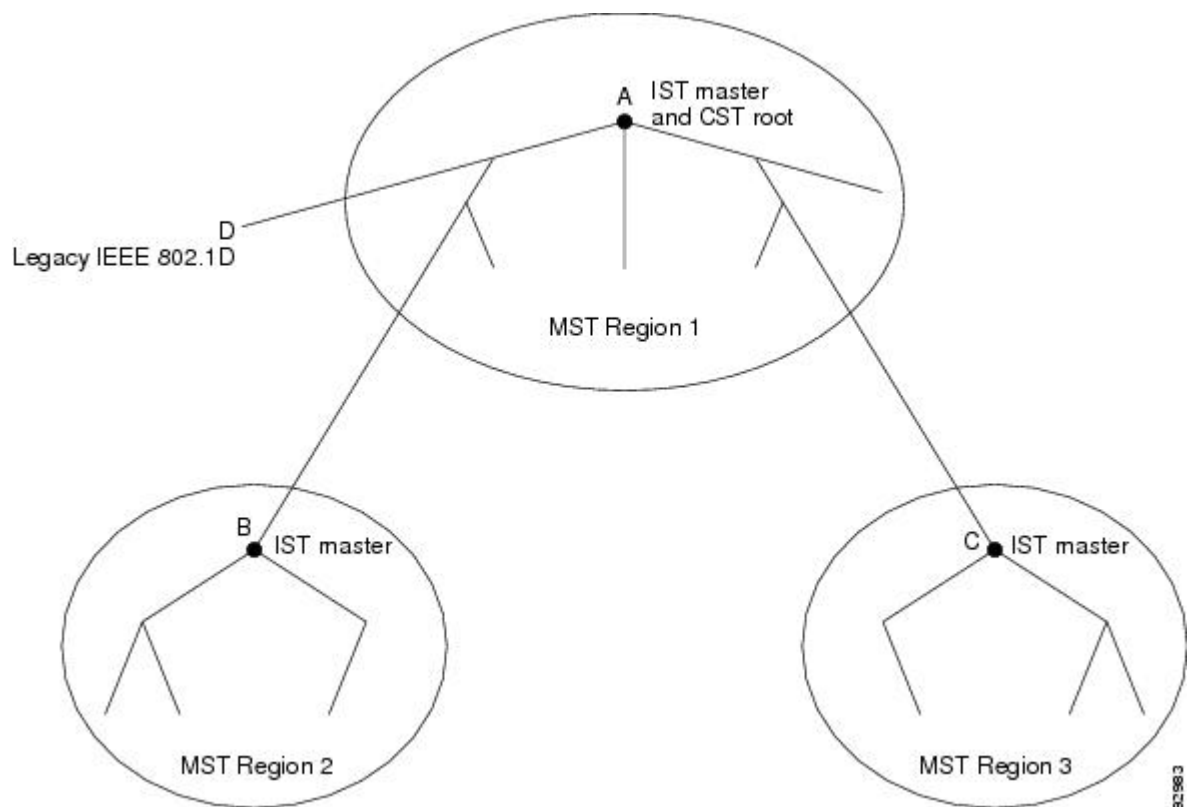 A
IST master
and CST root
D
Legacy IEEE 802.1D
MST Region 1
B
IST master
C
IST master
MST Region 2
MST Region 3
92983